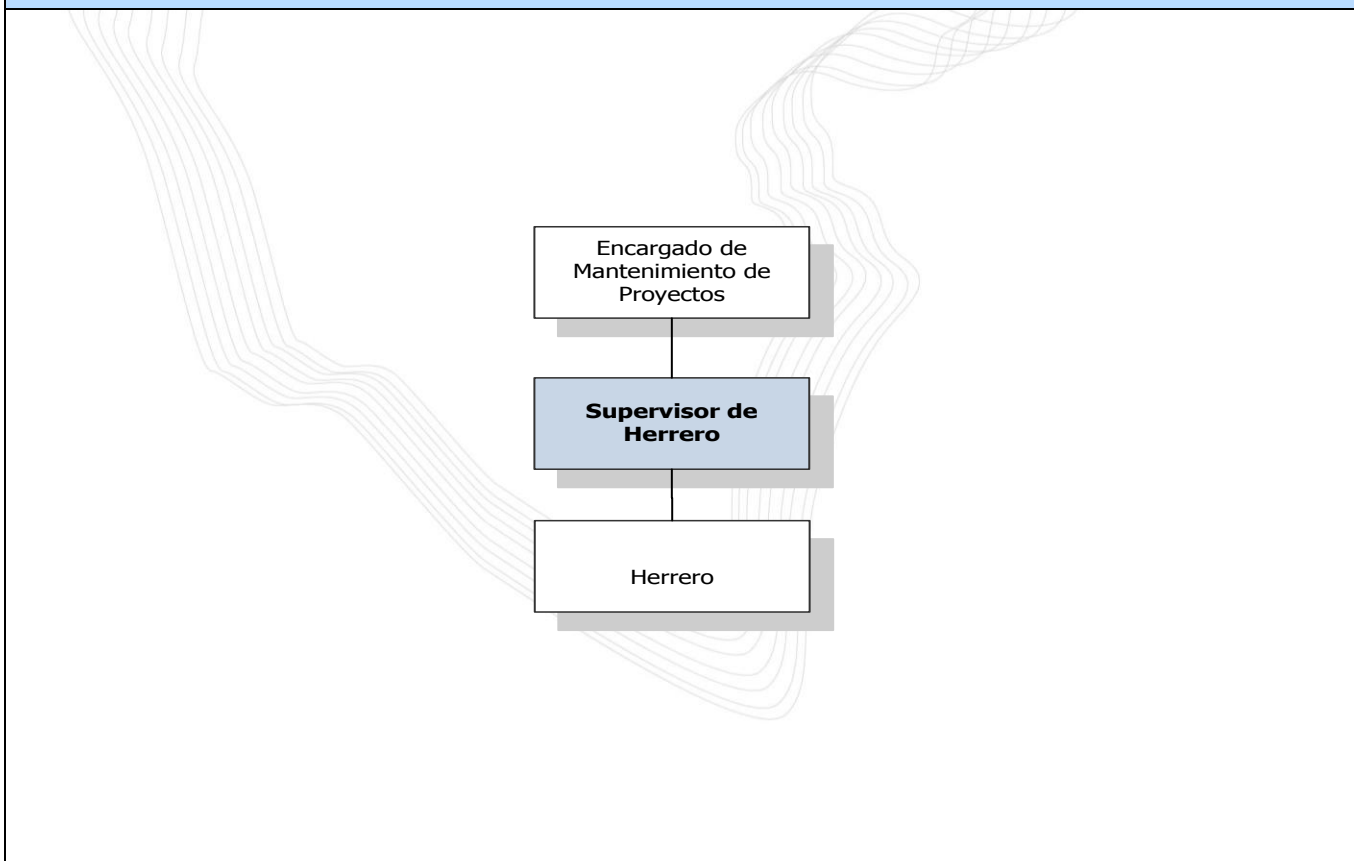 Encargado de
Mantenimiento de
Proyectos
Supervisor de
Herrero
Herrero